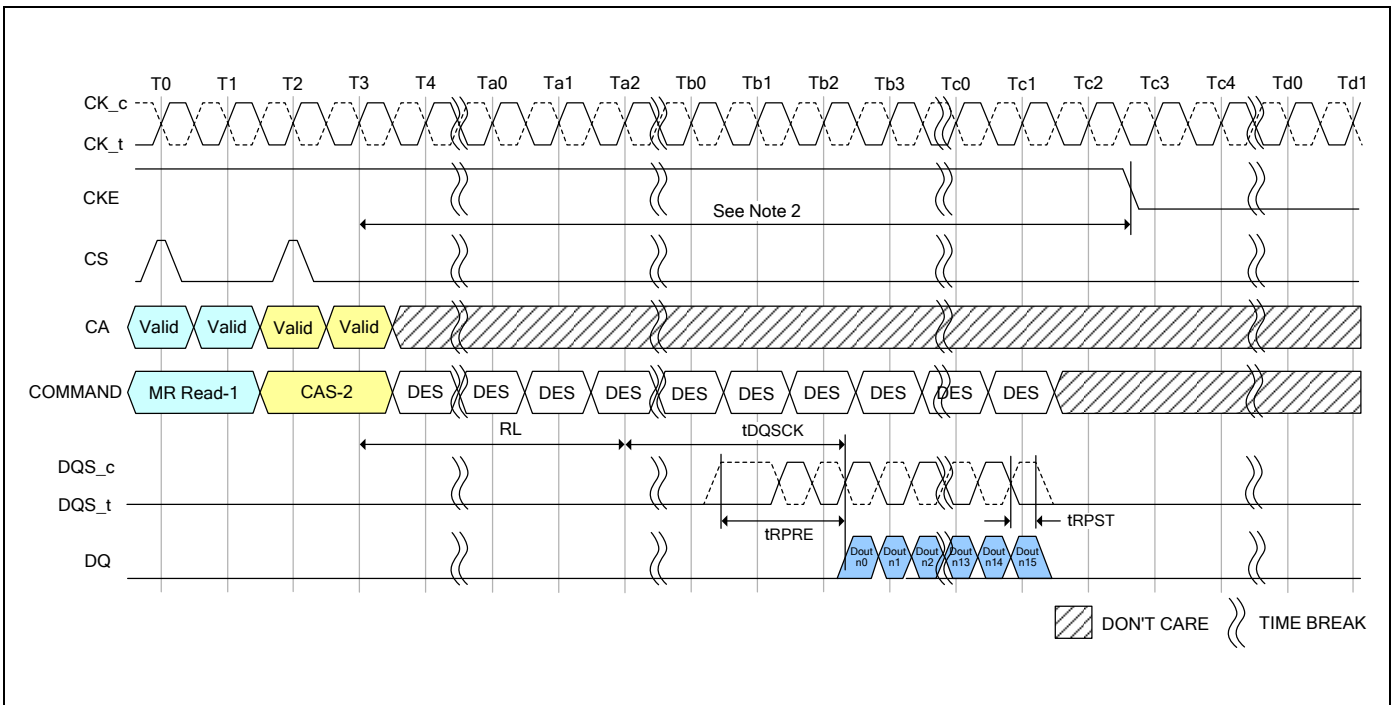 T0 T1 T2 T3 T4 Ta0 Ta1 Ta2 Tb0 Tb1 Tb2 Tb3 Tc0 Tc1 Tc2 Tc3 Tc4 Td0 Td1
CK_c
CK_t
CKE
See Note 2
CS
CA Valid Valid Valid Valid
COMMAND MR Read-1 CAS-2 DES DES DES DES DES DES DES DES DES DES
RL tDQSCK
DQS_c
DQS_t
tRPRE tRPST
DQ
Dout Dout Dout Dout Dout Dout
n0 n1 n2 n13 n14 n15
DON'T CARE TIME BREAK